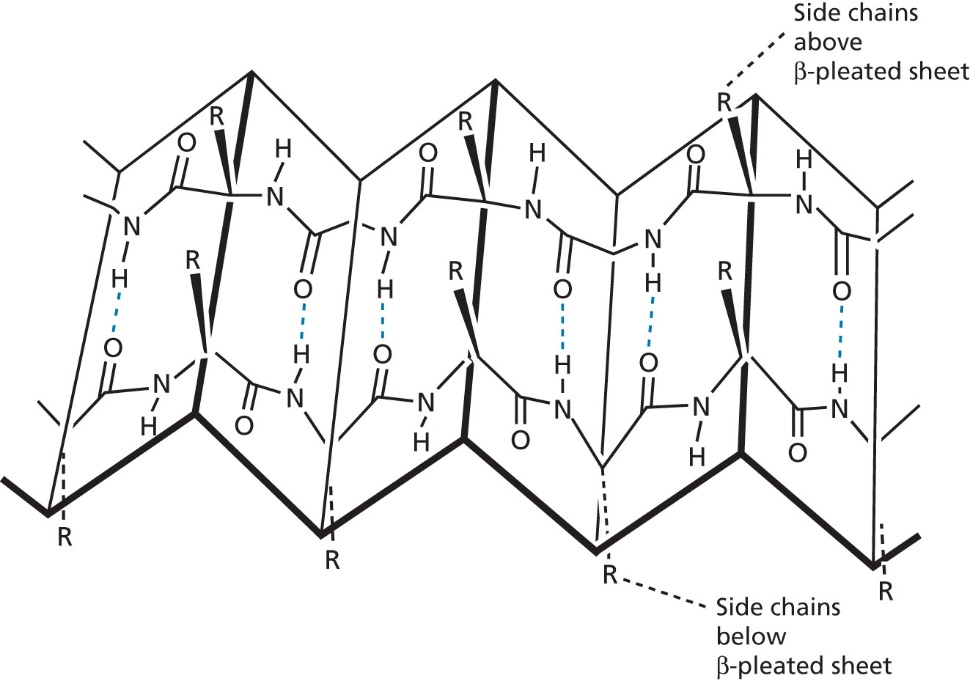 Side chains
above
β-pleated sheet
R R R
O H O H O H
N N N N N N
H O H O H O
R R R
O H O H O H
N N N N N N
H O H O H O
R R R R
Side chains
below
β-pleated sheet